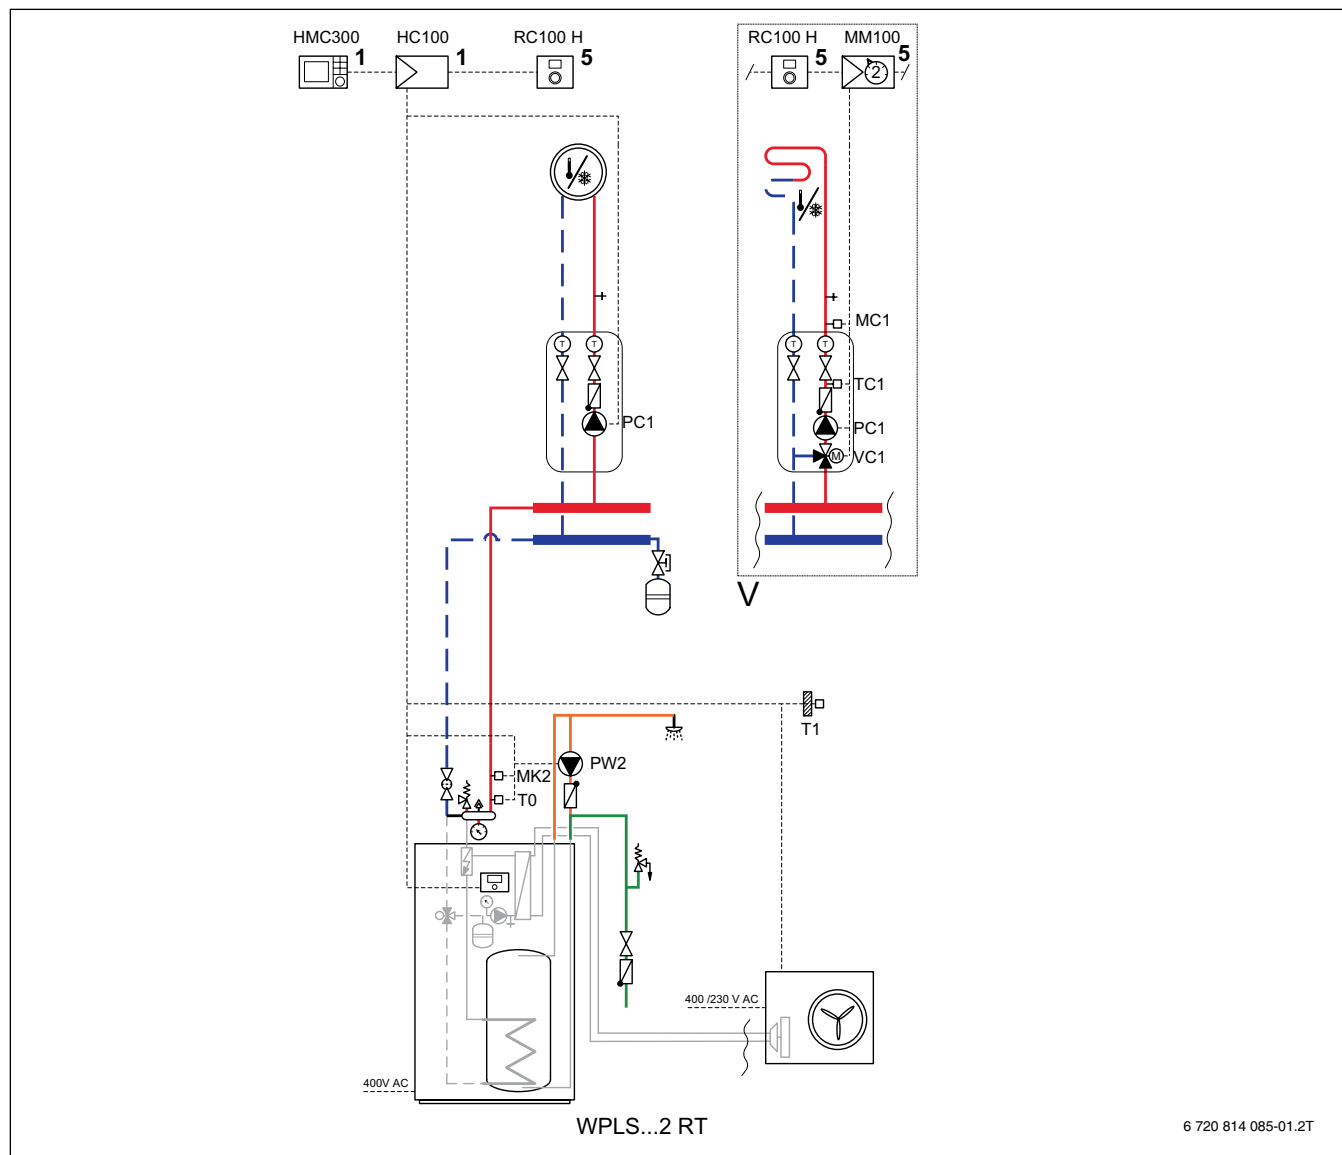 HMC300
1
HC100
1
RC100 H
5
RC100 H
5
MM100
5
2
MC1
T
T
T
T
TC1
PC1
PC1
M
VC1
V
T1
PW2
MK2
T0
400 /230 V AC
400V AC
WPLS...2 RT
6 720 814 085-01.2T